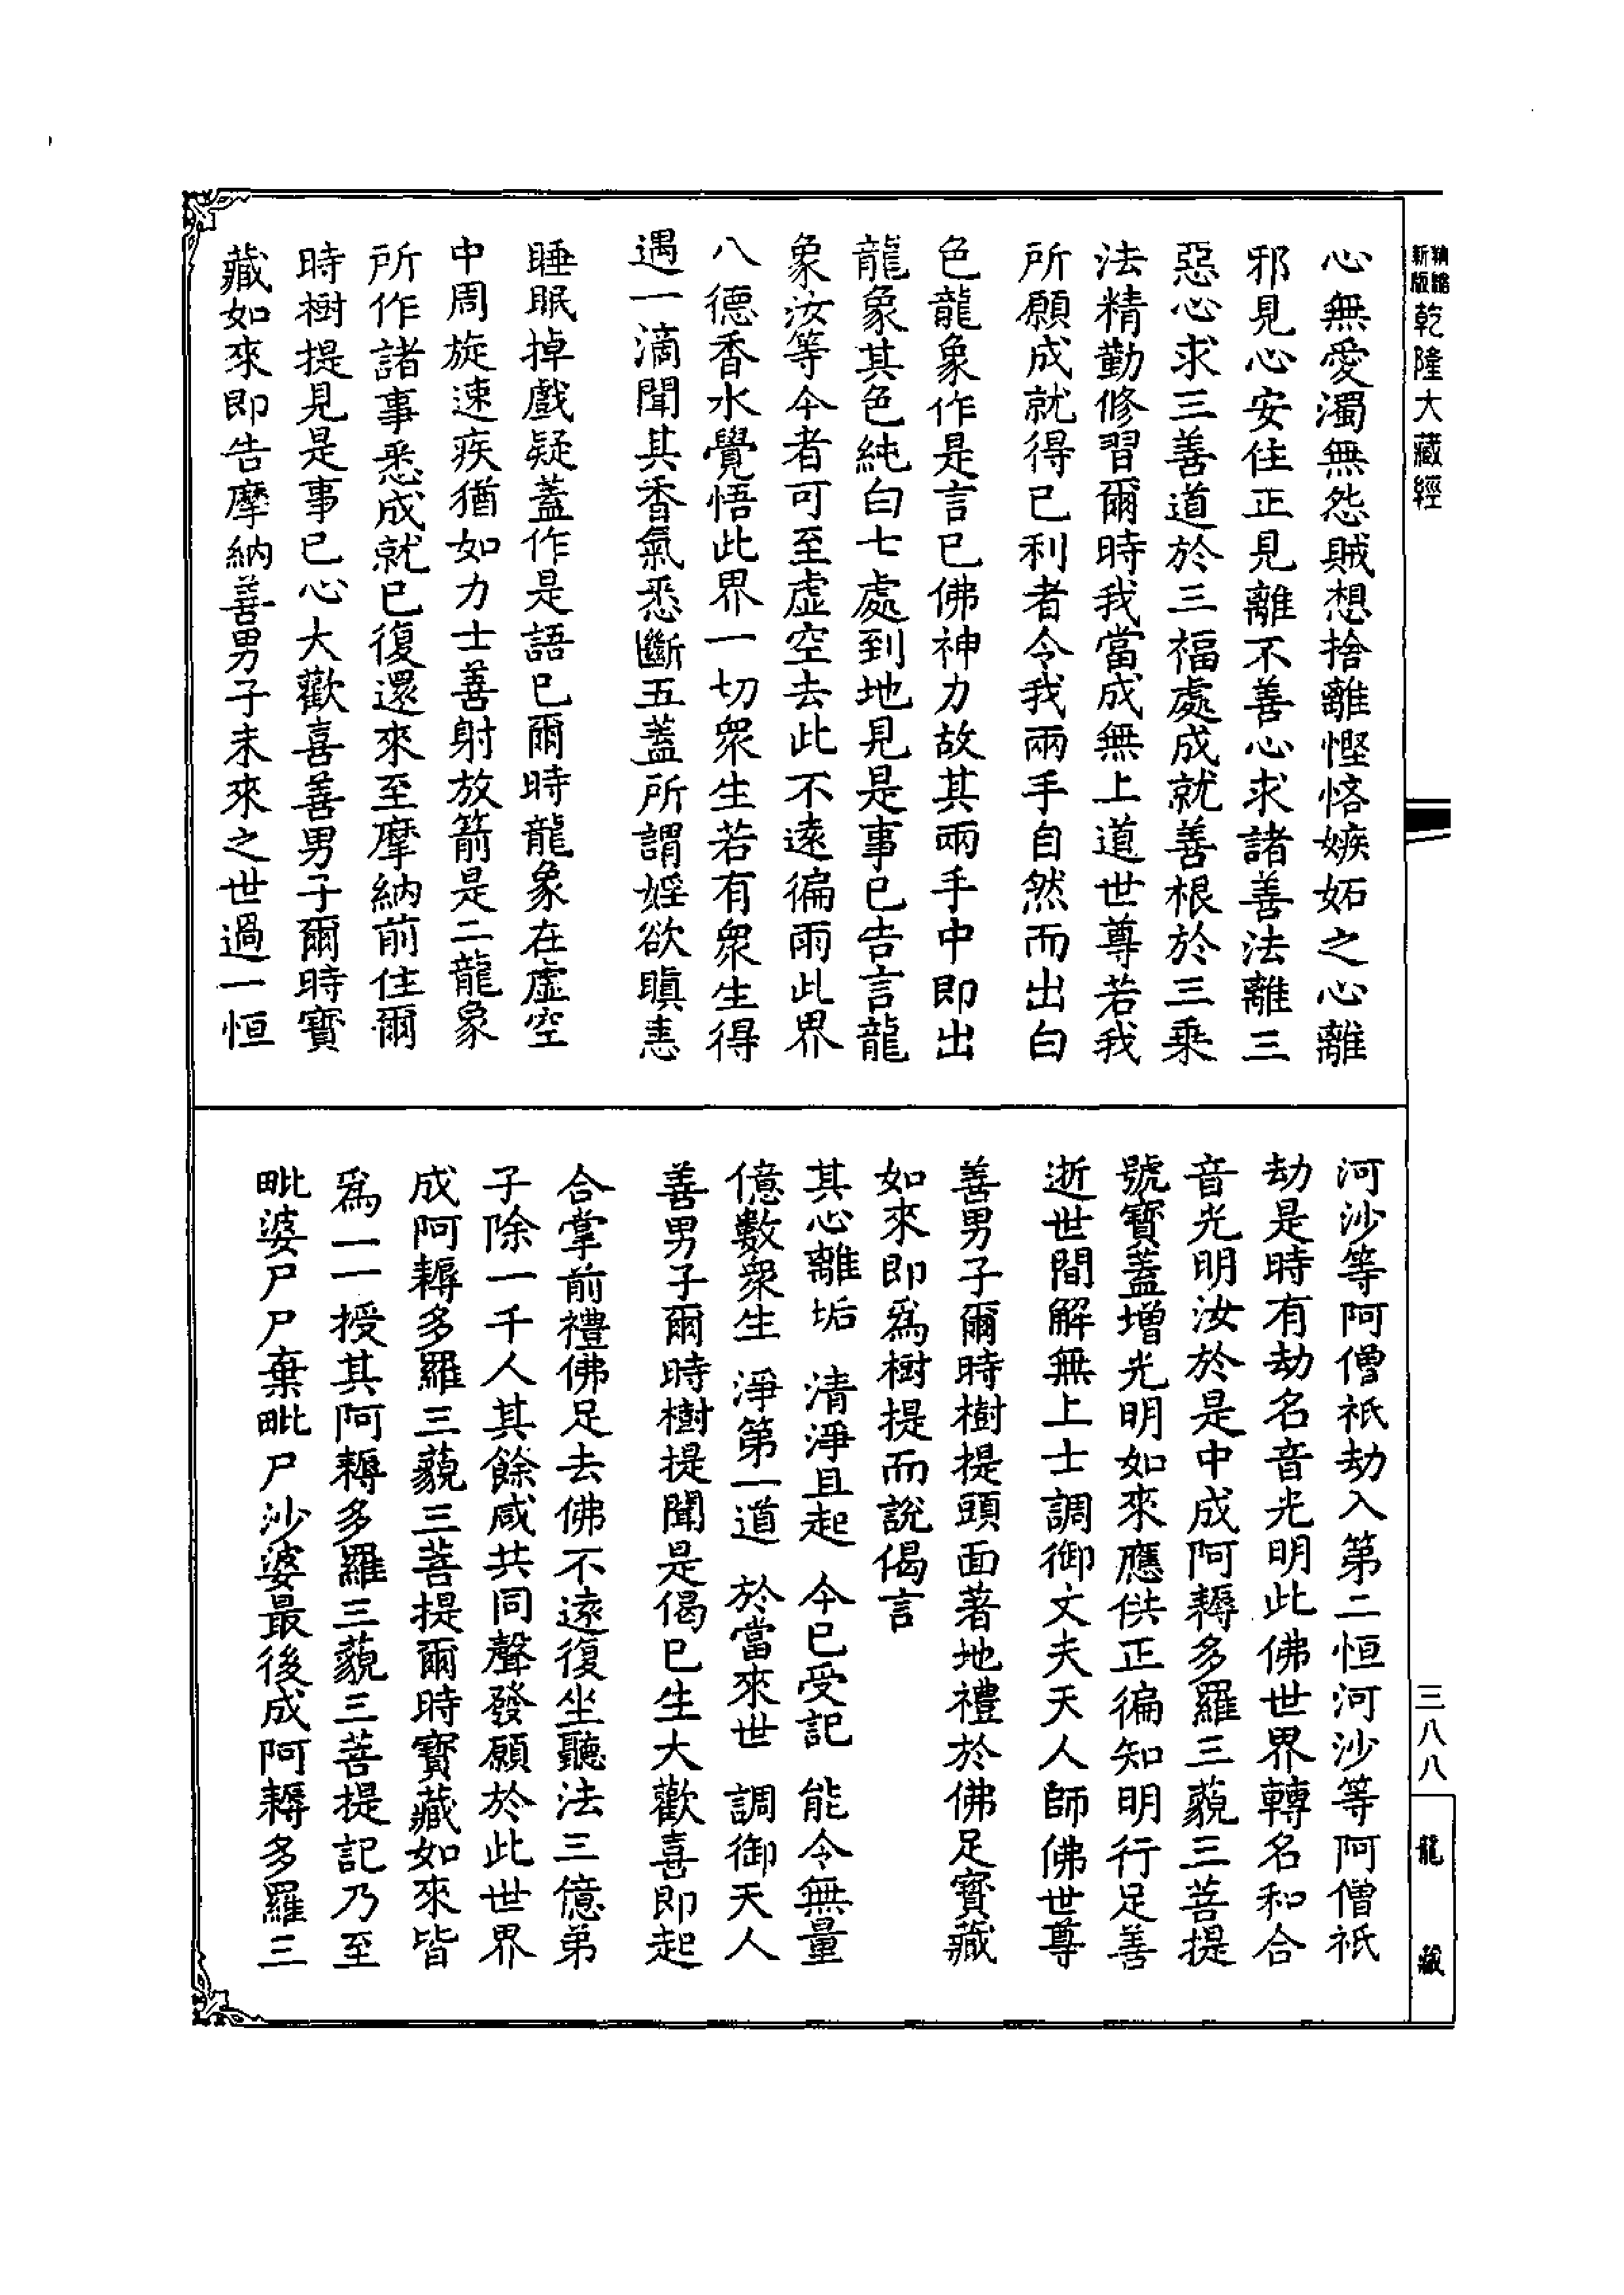 精縮
新版
乾隆大藏經
心無愛濁無怨賊想捨離慳悋嫉妬之心離
邪見心安住正見離不善心求諸善法離三
惡心求三善道於三福處成就善根於三乘
法精勤修習爾時我當成無上道世尊若我
所願成就得已利者令我兩手自然而出白
色龍象作是言已佛神力故其兩手中即出
龍象其色純白七處到地見是事已告言龍
象汝等今者可至虛空去此不遠徧雨此界
八德香水覺悟此界一切眾生若有眾生得
遇一滴聞其香氣悉斷五蓋所謂婬欲瞋恚
睡眠掉戲疑蓋作是語已爾時龍象在虛空
中周旋速疾猶如力士善射放箭是二龍象
所作諸事悉成就已復還來至摩納前住爾
時樹提見是事已心大歡喜善男子爾時寶
藏如來即告摩納善男子未來之世過一恒
河沙等阿僧祇劫入第二恒河沙等阿僧祇
劫是時有劫名音光明此佛世界轉名和合
音光明汝於是中成阿耨多羅三藐三菩提
號寶蓋增光明如來應供正徧知明行足善
逝世間解無上士調御丈夫天人師佛世尊
善男子爾時樹提頭面著地禮於佛足寶藏
如來即為樹提而說偈言
其心離垢 清淨且起 今已受記 能令無量
億數眾生 淨第一道 於當來世 調御天人
善男子爾時樹提聞是偈已生大歡喜即起
合掌前禮佛足去佛不遠復坐聽法三億弟
子除一千人其餘咸共同聲發願於此世界
成阿耨多羅三藐三菩提爾時寶藏如來皆
為一一授其阿耨多羅三藐三菩提記乃至
毗婆尸尸棄毗尸沙婆最後成阿耨多羅三
三八八
龍藏